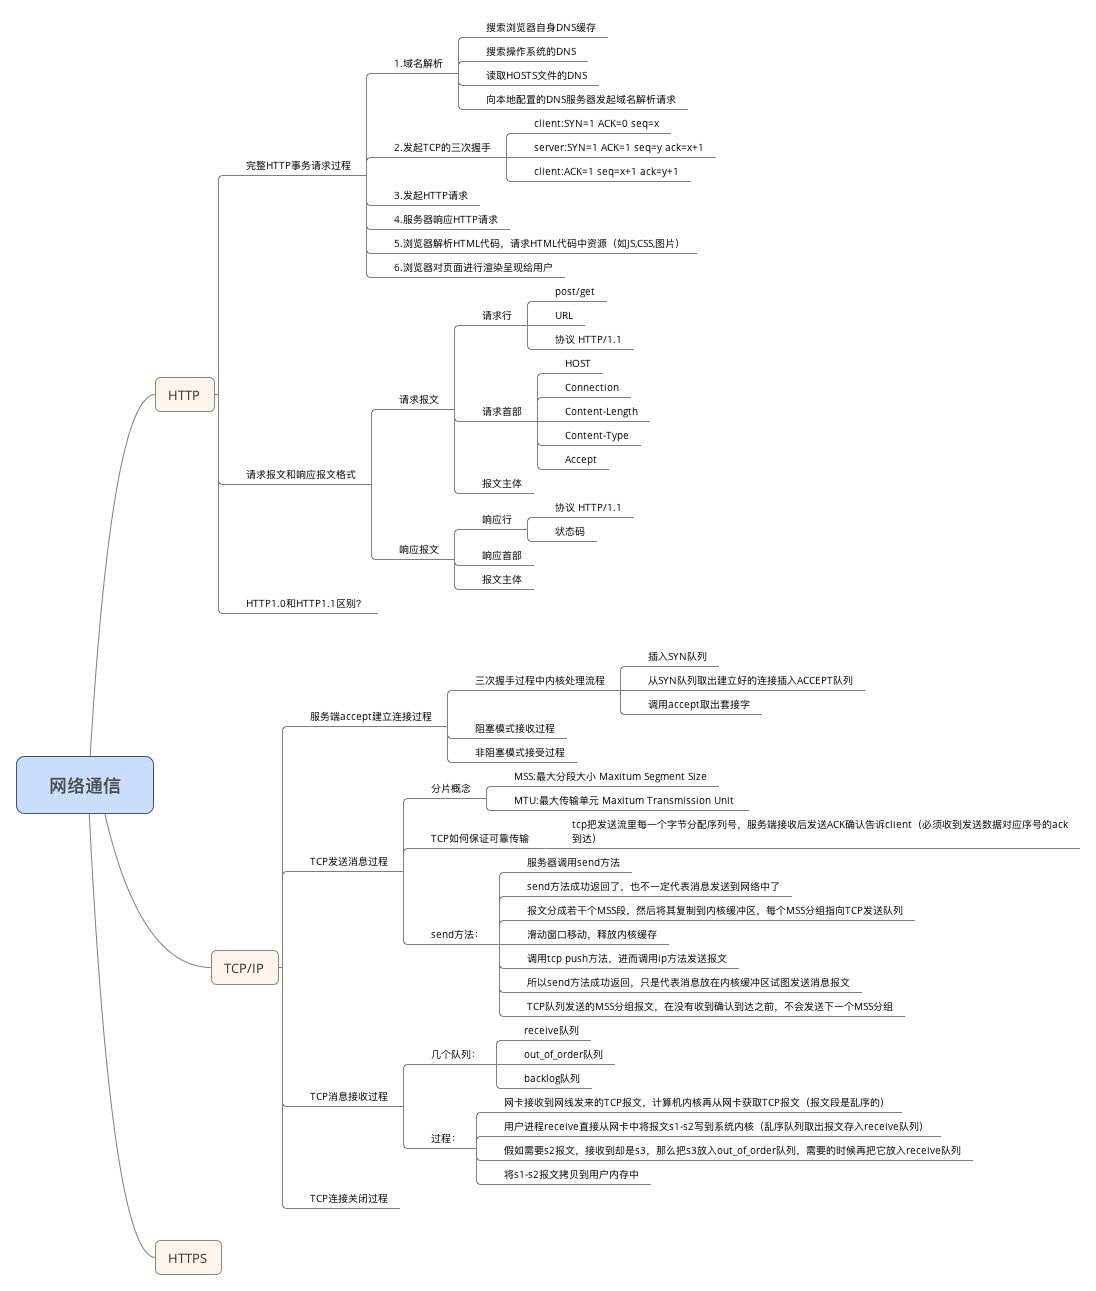 搜索浏览器自身DNS缓存
搜索操作系统的DNS
1.域名解析
读取HOSTS文件的DNS
向本地配置的DNS服务器发起域名解析请求
client:SYN=1 ACK=0 seq=x
2.发起TCP的三次握手
server:SYN=1 ACK=1 seq=y ack=x+1
完整HTTP事务请求过程
client:ACK=1 seq=x+1 ack=y+1
3.发起HTTP请求
4.服务器响应HTTP请求
5.浏览器解析HTML代码，请求HTML代码中资源（如JS,CSS,图片）
6.浏览器对页面进行渲染呈现给用户
post/get
请求行
URL
协议 HTTP/1.1
HOST
HTTP
Connection
请求报文
请求首部
Content-Length
Content-Type
Accept
请求报文和响应报文格式
报文主体
协议 HTTP/1.1
响应行
状态码
响应报文
响应首部
报文主体
HTTP1.0和HTTP1.1区别？
插入SYN队列
三次握手过程中内核处理流程
从SYN队列取出建立好的连接插入ACCEPT队列
调用accept取出套接字
服务端accept建立连接过程
阻塞模式接收过程
非阻塞模式接受过程
网络通信
MSS:最大分段大小 Maxitum Segment Size
分片概念
MTU:最大传输单元 Maxitum Transmission Unit
TCP如何保证可靠传输
tcp把发送流里每一个字节分配序列号，服务端接收后发送ACK确认告诉client（必须收到发送数据对应序号的ack
到达）
TCP发送消息过程
服务器调用send方法
send方法成功返回了，也不一定代表消息发送到网络中了
报文分成若干个MSS段，然后将其复制到内核缓冲区，每个MSS分组指向TCP发送队列
send方法：
滑动窗口移动，释放内核缓存
调用tcp push方法，进而调用ip方法发送报文
所以send方法成功返回，只是代表消息放在内核缓冲区试图发送消息报文
TCP队列发送的MSS分组报文，在没有收到确认到达之前，不会发送下一个MSS分组
TCP/IP
receive队列
几个队列：
out_of_order队列
backlog队列
TCP消息接收过程
网卡接收到网线发来的TCP报文，计算机内核再从网卡获取TCP报文（报文段是乱序的）
过程：
用户进程receive直接从网卡中将报文s1-s2写到系统内核（乱序队列取出报文存入receive队列）
假如需要s2报文，接收到却是s3，那么把s3放入out_of_order队列，需要的时候再把它放入receive队列
将s1-s2报文拷贝到用户内存中
TCP连接关闭过程
HTTPS